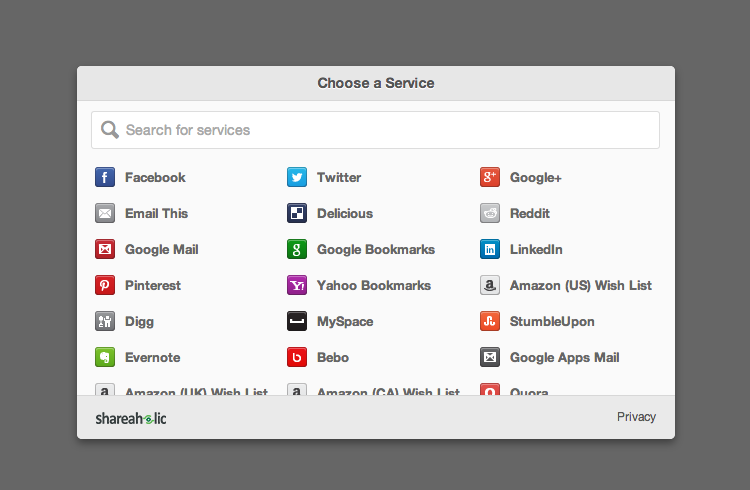 Choose a Service
Search for services
Facebook Twitter Google+
Email This Delicious Reddit
Google Mail Google Bookmarks LinkedIn
Pinterest Yahoo Bookmarks Amazon (US) Wish List
Digg MySpace StumbleUpon
Evernote Bebo Google Apps Mail
Amazon (UK) Wish List Amazon (CA) Wish List Quora
shareaholic Privacy